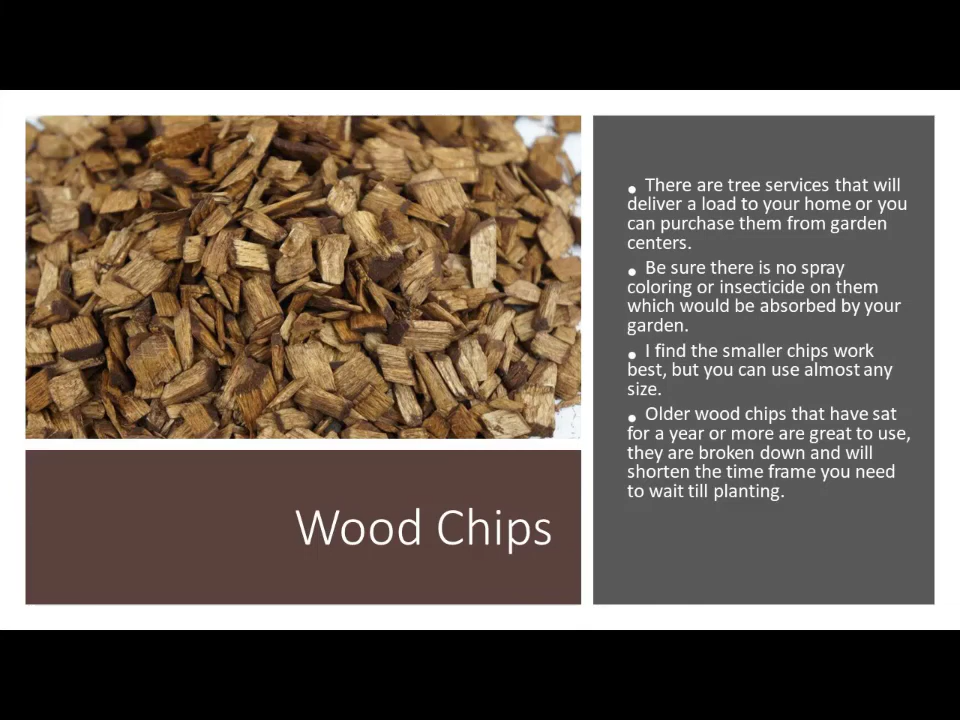 Wood Chips
• There are tree services that will
deliver a load to your home or you
can purchase them from garden
centers.
• Be sure there is no spray
coloring or insecticide on them
which would be absorbed by your
garden.
• I find the smaller chips work
best, but you can use almost any
size.
• Older wood chips that have sat
for a year or more are great to use,
they are broken down and will
shorten the time frame you need
to wait till planting.